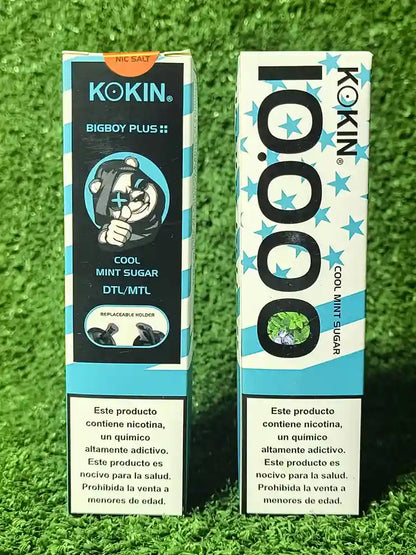 NIC SALT
KOKIN®
BIGBOY PLUS
COOL
MINT SUGAR
DTL/MTL
REPLACEABLE HOLDER
Este producto
contiene nicotina,
un químico
altamente adictivo.
Este producto es
nocivo para la salud.
Prohibida la venta a
menores de edad.
KOKIN®
10,000
COOL MINT SUGAR
Este producto
contiene nicotina,
un químico
altamente adictivo.
Este producto es
nocivo para la salud.
Prohibida la venta a
menores de edad.